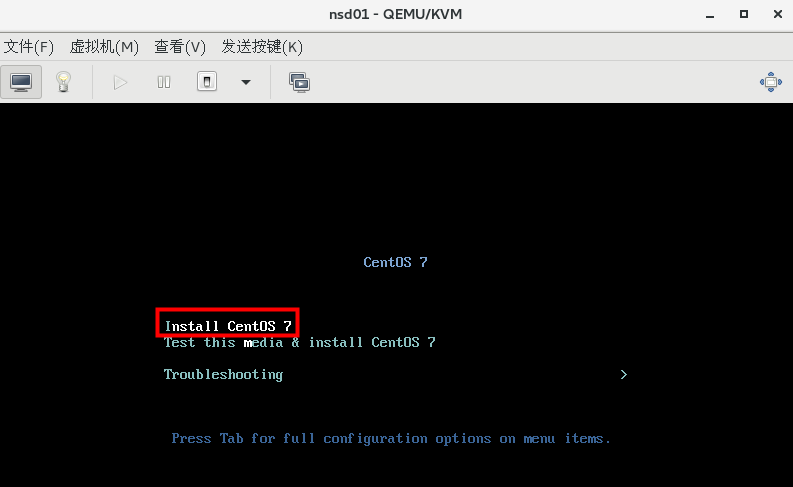 nsd01 - QEMU/KVM
文件(F) 虚拟机(M) 查看(V) 发送按键(K)
CentOS 7
Install CentOS 7
Test this media & install CentOS 7
Troubleshooting >
Press Tab for full configuration options on menu items.